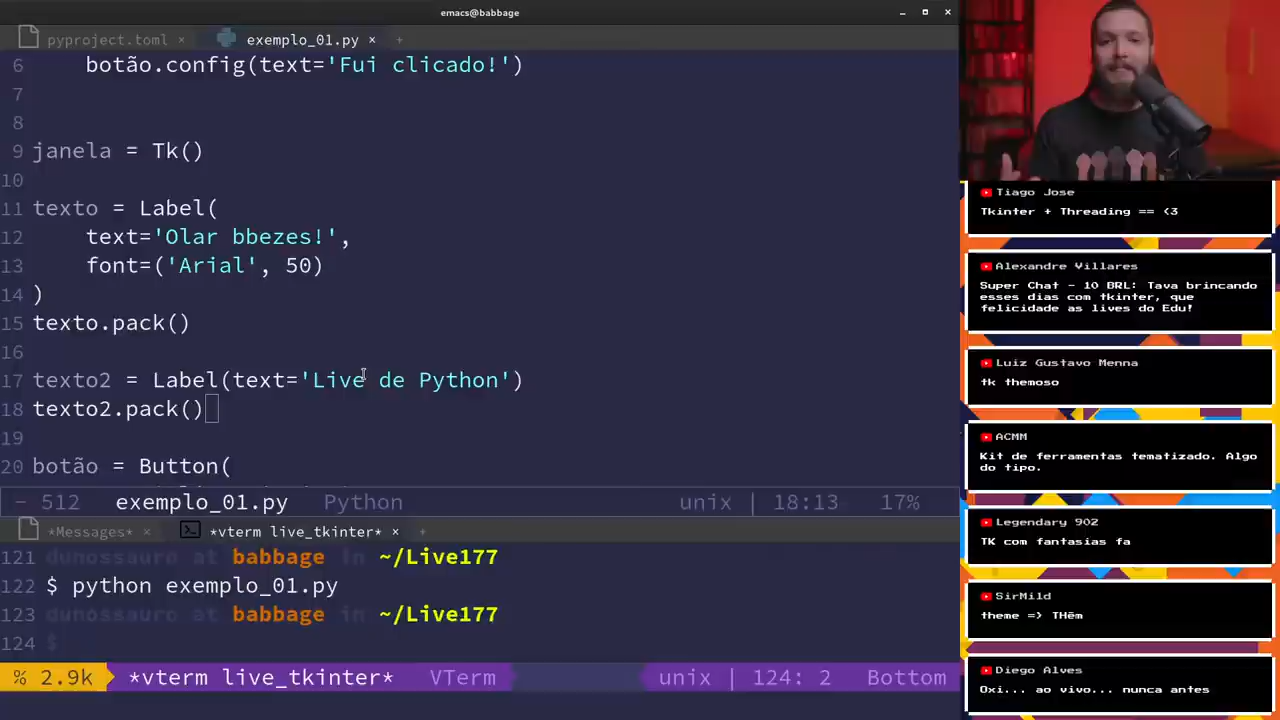 emacs@babbage
pyproject.toml × exemplo_01.py × +
6 botão.config(text='Fui clicado!')
7
8
9 janela = Tk()
10
11 texto = Label(
12 text='Olar bbezes!',
13 font=('Arial', 50)
14 )
15 texto.pack()
16
17 texto2 = Label(text='Live de Python')
18 texto2.pack()
19
20 botão = Button(
- 512 exemplo_01.py Python unix | 18:13 17%
*Messages* × *vterm live_tkinter* × +
121 dunossauro at babbage in ~/Live177
122 $ python exemplo_01.py
123 dunossauro at babbage in ~/Live177
124 $
% 2.9k *vterm live_tkinter* VTerm unix | 124: 2 Bottom
Tiago Jose
Tkinter + Threading == <3
Alexandre Villares
Super Chat - 10 BRL: Tava brincando
esses dias com tkinter, que
felicidade as lives do Edu!
Luiz Gustavo Menna
tk themoso
ACMM
Kit de ferramentas tematizado. Algo
do tipo.
Legendary 902
TK com fantasias fa
SirMild
theme => THēm
Diego Alves
Oxi... ao vivo... nunca antes